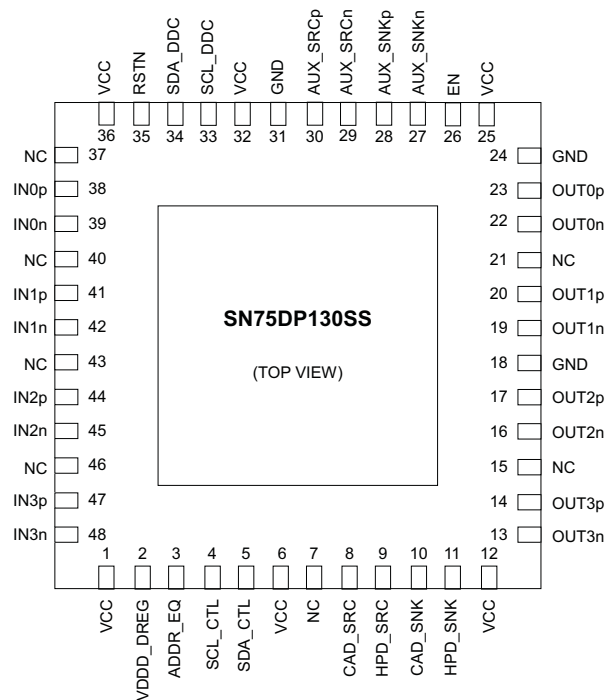 VCC
RSTN
SDA_DDC
SCL_DDC
VCC
GND
AUX_SRCp
AUX_SRCn
AUX_SNKp
AUX_SNKn
EN
VCC
36 35 34 33 32 31 30 29 28 27 26 25
NC 37 24 GND
IN0p 38 23 OUT0p
IN0n 39 22 OUT0n
NC 40 21 NC
IN1p 41 20 OUT1p
IN1n 42 19 OUT1n
NC 43 18 GND
IN2p 44 17 OUT2p
IN2n 45 16 OUT2n
NC 46 15 NC
IN3p 47 14 OUT3p
IN3n 48 13 OUT3n
SN75DP130SS
(TOP VIEW)
1 2 3 4 5 6 7 8 9 10 11 12
VCC
VDDD_DREG
ADDR_EQ
SCL_CTL
SDA_CTL
VCC
NC
CAD_SRC
HPD_SRC
CAD_SNK
HPD_SNK
VCC